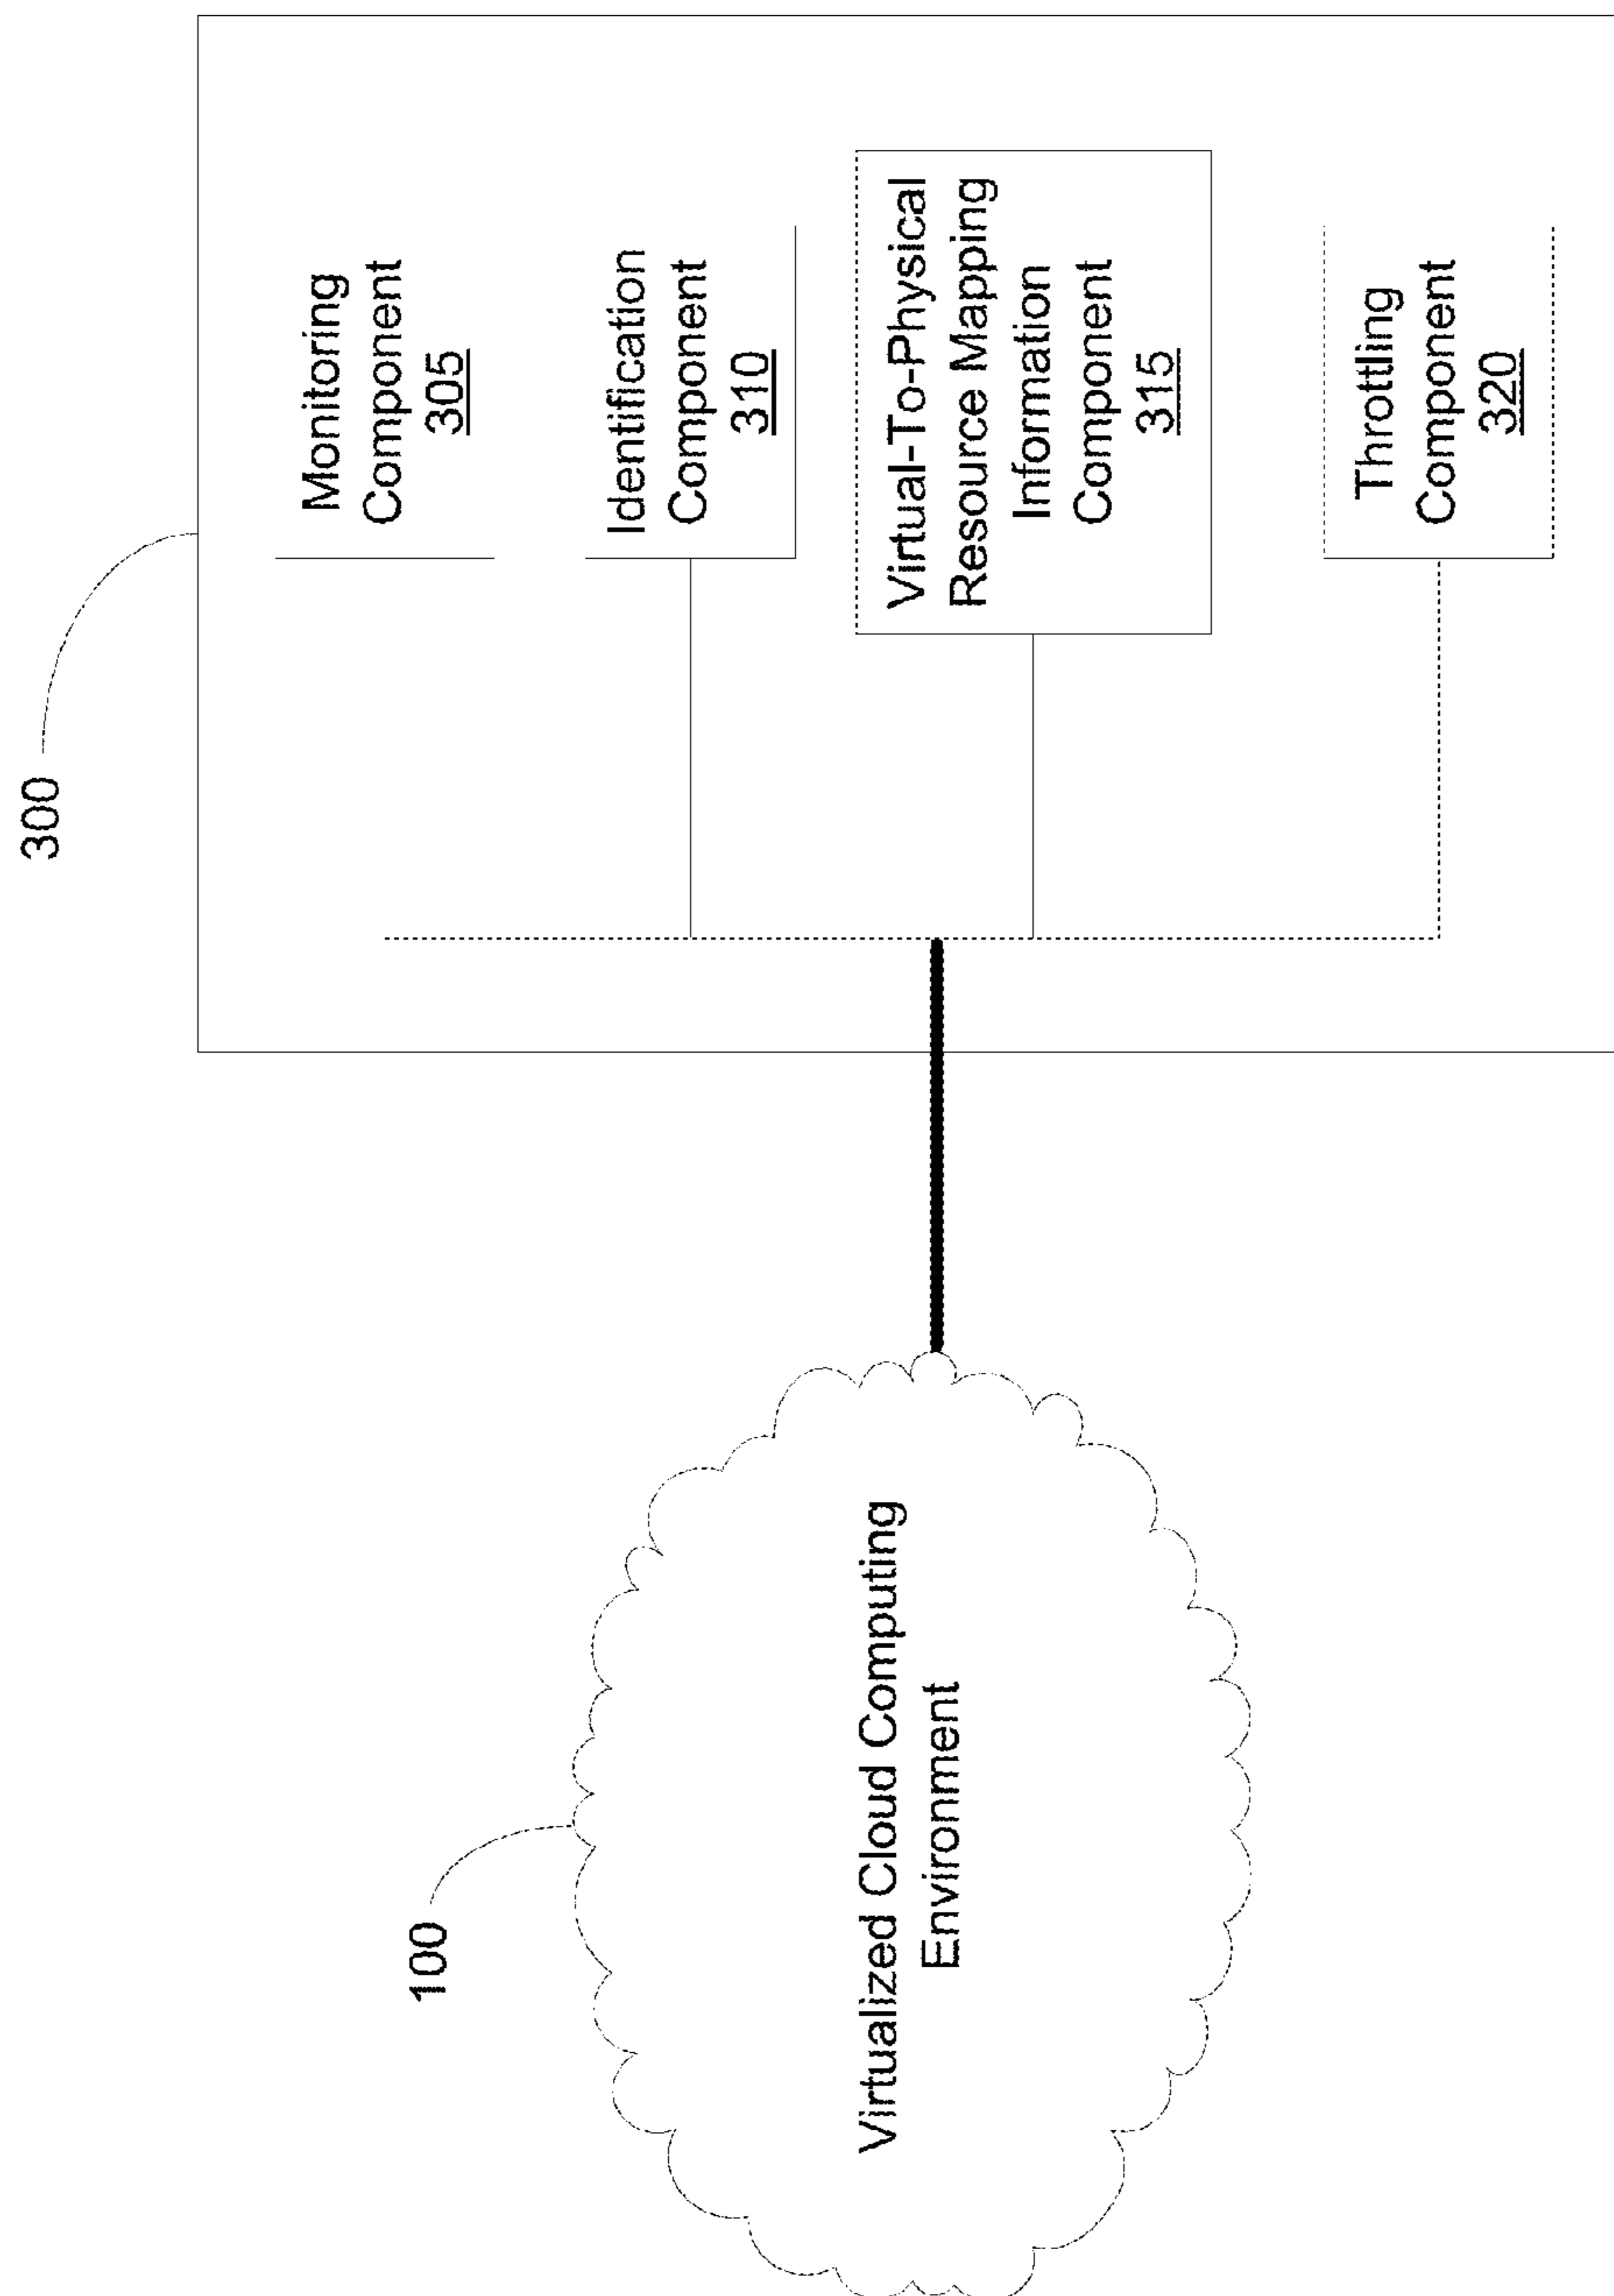 100
Virtualized Cloud Computing
Environment
300
Monitoring
Component
305
Identification
Component
310
Virtual-To-Physical
Resource Mapping
Information
Component
315
Throttling
Component
320